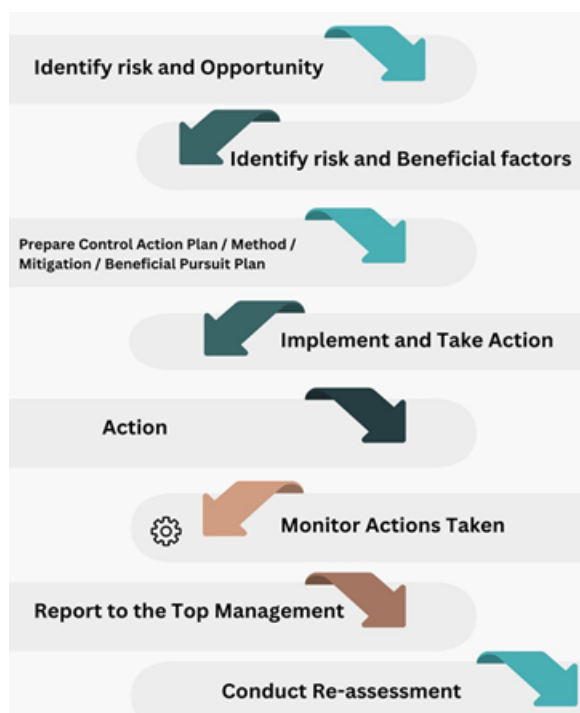 Identify risk and Opportunity
Identify risk and Beneficial factors
Prepare Control Action Plan / Method /
Mitigation / Beneficial Pursuit Plan
Implement and Take Action
Action
Monitor Actions Taken
Report to the Top Management
Conduct Re-assessment